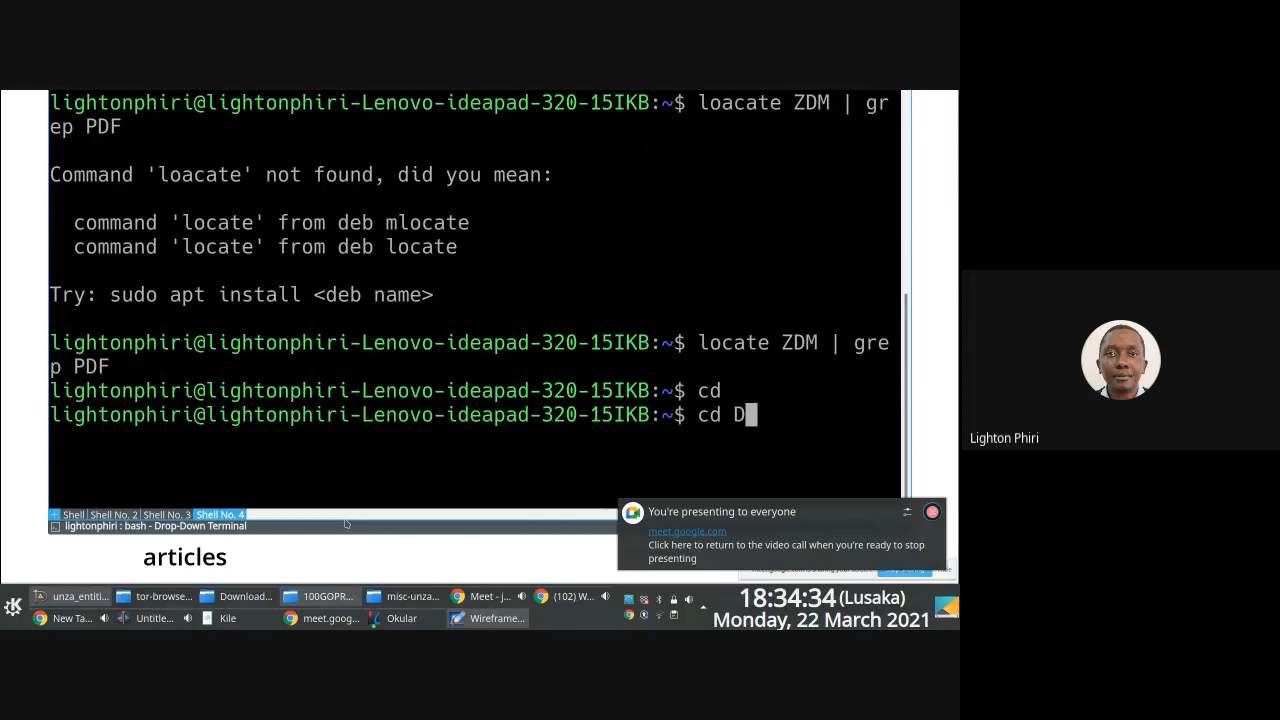 lightonphiri@lightonphiri-Lenovo-ideapad-320-15IKB:~$ loacate ZDM | gr
ep PDF
Command 'loacate' not found, did you mean:
command 'locate' from deb mlocate
command 'locate' from deb locate
Try: sudo apt install <deb name>
lightonphiri@lightonphiri-Lenovo-ideapad-320-15IKB:~$ locate ZDM | gre
p PDF
lightonphiri@lightonphiri-Lenovo-ideapad-320-15IKB:~$ cd
lightonphiri@lightonphiri-Lenovo-ideapad-320-15IKB:~$ cd D
Lighton Phiri
Shell Shell No. 2 Shell No. 3 Shell No. 4
lightonphiri : bash - Drop-Down Terminal
You're presenting to everyone
meet.google.com
Click here to return to the video call when you're ready to stop
presenting
articles
unza_entiti... tor-browse... Download... 100GOPR... misc-unza... Meet - j... (102) W...
New Ta... Untitle... Kile meet.goog... Okular Wireframe...
18:34:34 (Lusaka)
Monday, 22 March 2021